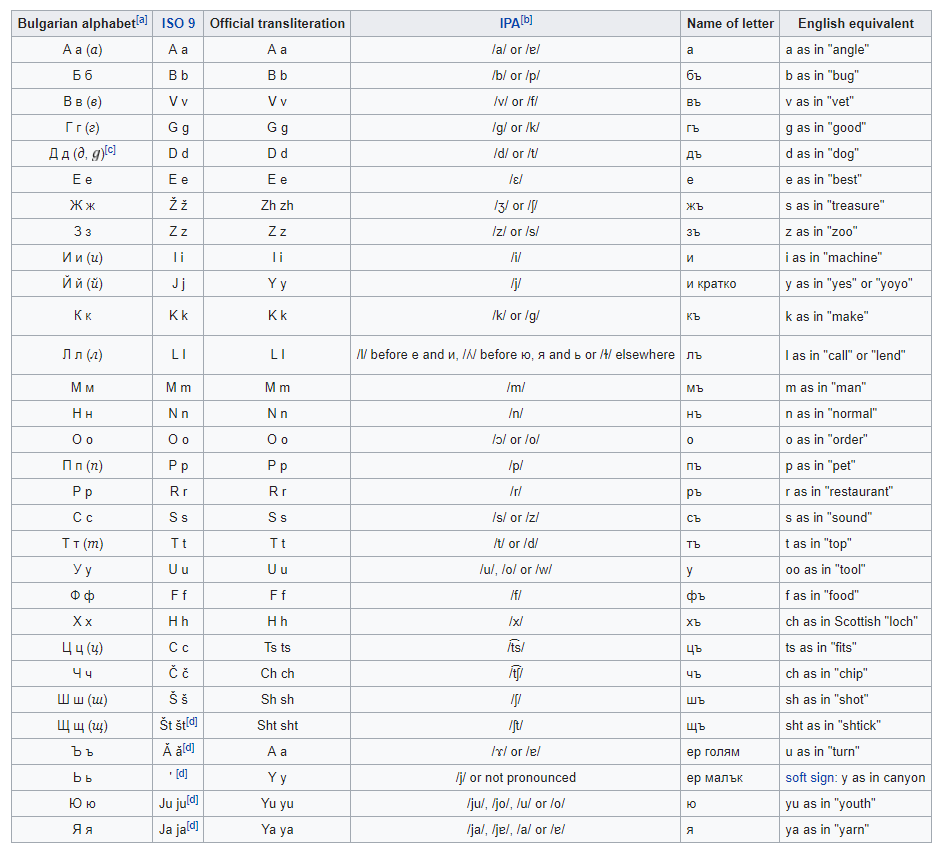 Bulgarian alphabet[a] ISO 9 Official transliteration IPA[b] Name of letter English equivalent
А а (а) A a A a /a/ or /ɐ/ а a as in "angle"
Б б B b B b /b/ or /p/ бъ b as in "bug"
В в (в) V v V v /v/ or /f/ въ v as in "vet"
Г г (г) G g G g /ɡ/ or /k/ гъ g as in "good"
Д д (д, g)[c] D d D d /d/ or /t/ дъ d as in "dog"
Е е E e E e /ɛ/ е e as in "best"
Ж ж Ž ž Zh zh /ʒ/ or /ʃ/ жъ s as in "treasure"
З з Z z Z z /z/ or /s/ зъ z as in "zoo"
И и (и) I i I i /i/ и i as in "machine"
Й й (й) J j Y y /j/ и кратко y as in "yes" or "yoyo"
К к K k K k /k/ or /ɡ/ къ k as in "make"
Л л (л) L l L l /l/ before е and и, /ʎ/ before ю, я and ь or /ɫ/ elsewhere лъ l as in "call" or "lend"
М м M m M m /m/ мъ m as in "man"
Н н N n N n /n/ нъ n as in "normal"
О о O o O o /ɔ/ or /o/ о o as in "order"
П п (п) P p P p /p/ пъ p as in "pet"
Р р R r R r /r/ ръ r as in "restaurant"
С с S s S s /s/ or /z/ съ s as in "sound"
Т т (т) T t T t /t/ or /d/ тъ t as in "top"
У у U u U u /u/, /o/ or /w/ у oo as in "tool"
Ф ф F f F f /f/ фъ f as in "food"
Х х H h H h /x/ хъ ch as in Scottish "loch"
Ц ц (ц) C c Ts ts /t͡s/ цъ ts as in "fits"
Ч ч Č č Ch ch /t͡ʃ/ чъ ch as in "chip"
Ш ш (ш) Š š Sh sh /ʃ/ шъ sh as in "shot"
Щ щ (щ) Št št[d] Sht sht /ʃt/ щъ sht as in "shtick"
Ъ ъ Ǎ ǎ[d] A a /ɤ/ or /ɐ/ ер голям u as in "turn"
Ь ь ' [d] Y y /j/ or not pronounced ер малък soft sign: y as in canyon
Ю ю Ju ju[d] Yu yu /ju/, /jo/, /u/ or /o/ ю yu as in "youth"
Я я Ja ja[d] Ya ya /ja/, /jɐ/, /a/ or /ɐ/ я ya as in "yarn"